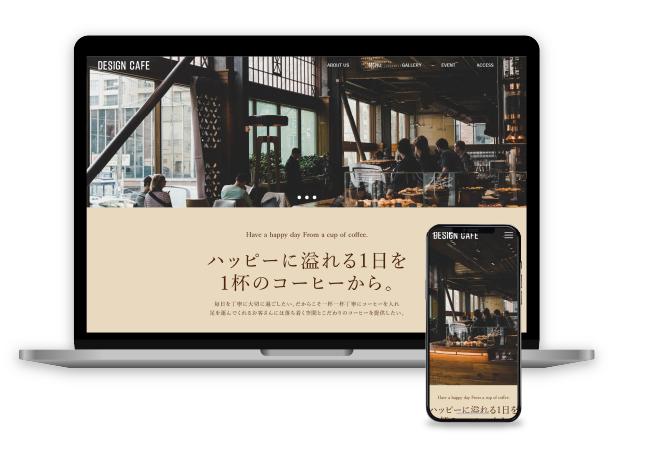 DESIGN CAFE
ABOUT US MENU GALLERY EVENT ACCESS
Have a happy day From a cup of coffee.
ハッピーに溢れる1日を
1杯のコーヒーから。
毎日を丁寧に大切に過ごしたい。だからこそ一杯一杯丁寧にコーヒーを入れ
足を運んでくれるお客さんには落ち着く空間とこだわりのコーヒーを提供したい。
DESIGN CAFE
Have a happy day From a cup of coffee.
ハッピーに溢れる1日を